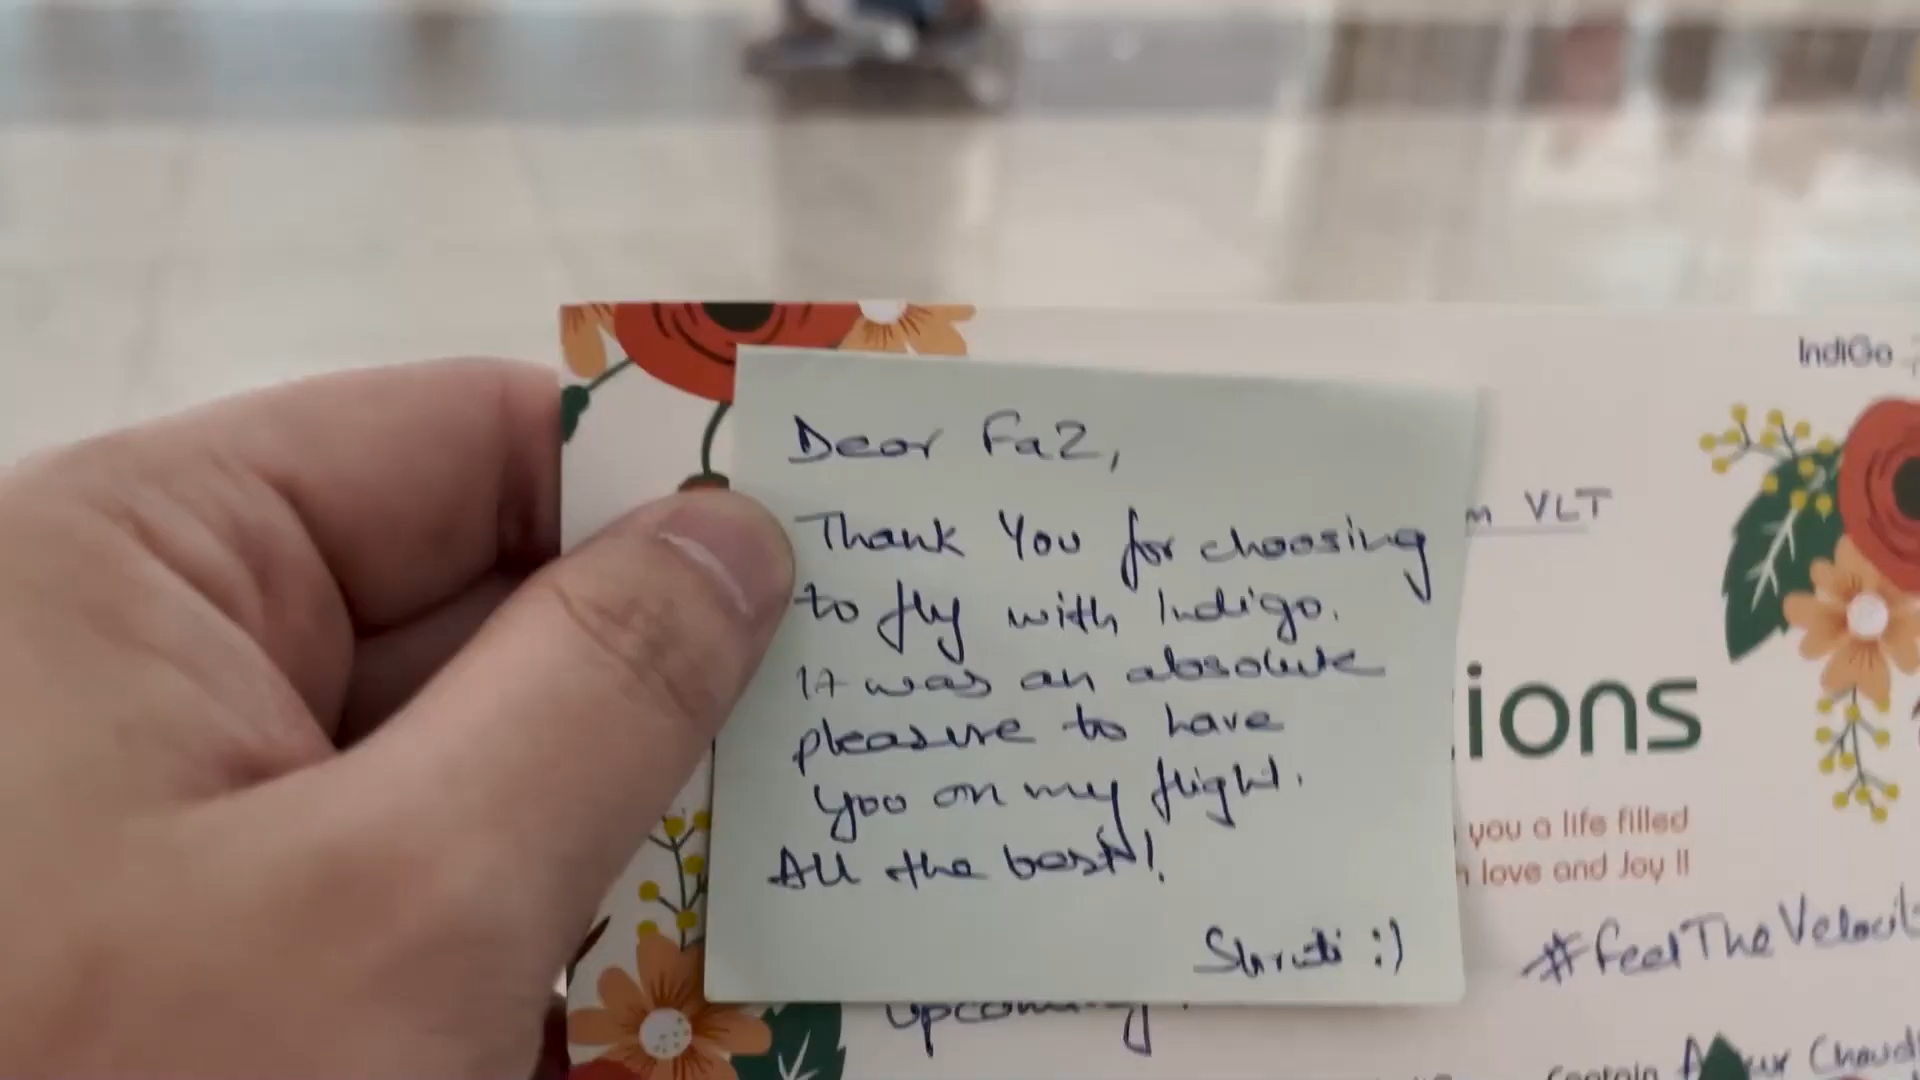 IndiGo
Dear Faz,
Thank You for choosing
to fly with Indigo.
It was an absolute
pleasure to have
you on my flight.
All the best!
Shruti :)
VLT
ions
you a life filled
love and Joy !!
#FeelTheVelocit
upcoming
Captain